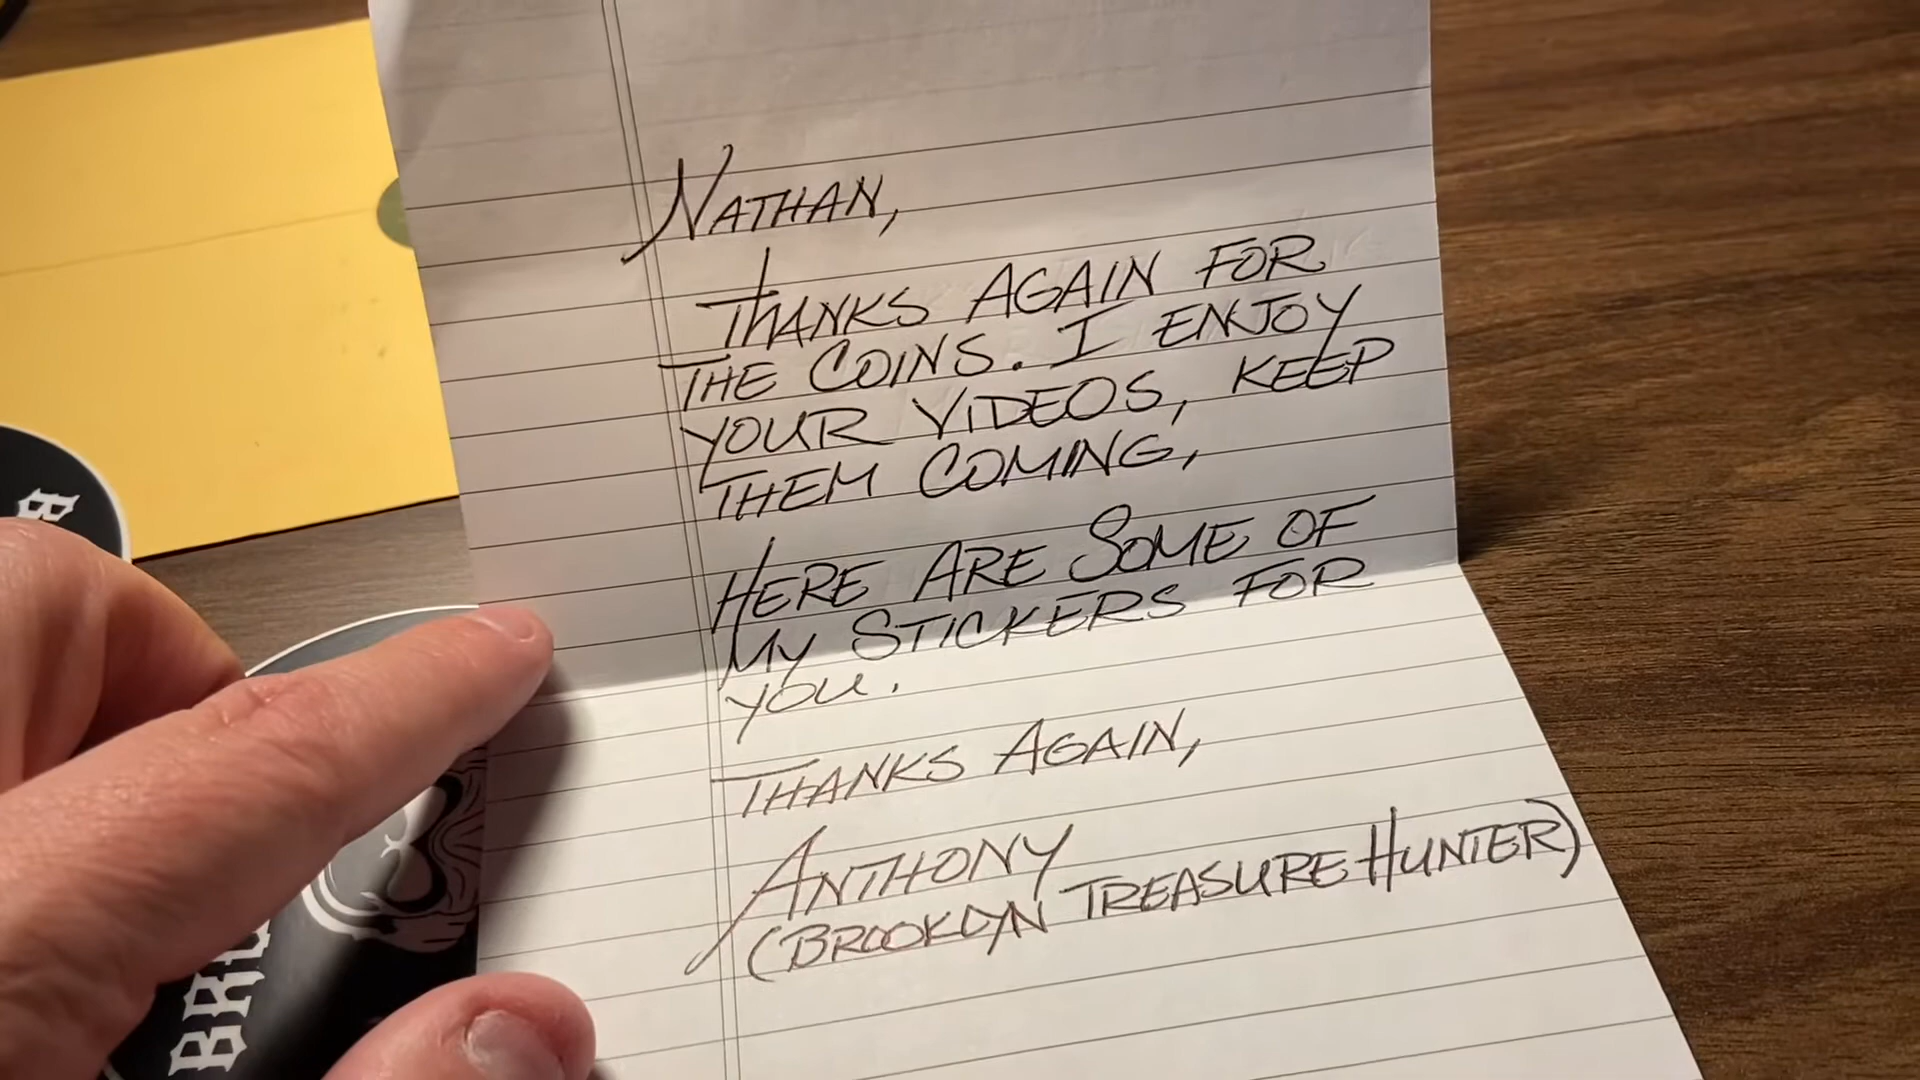 NATHAN,
THANKS AGAIN FOR
THE COINS. I ENJOY
YOUR VIDEOS, KEEP
THEM COMING,
HERE ARE SOME OF
MY STICKERS FOR
YOU.
THANKS AGAIN,
ANTHONY
(BROOKLYN TREASURE HUNTER)